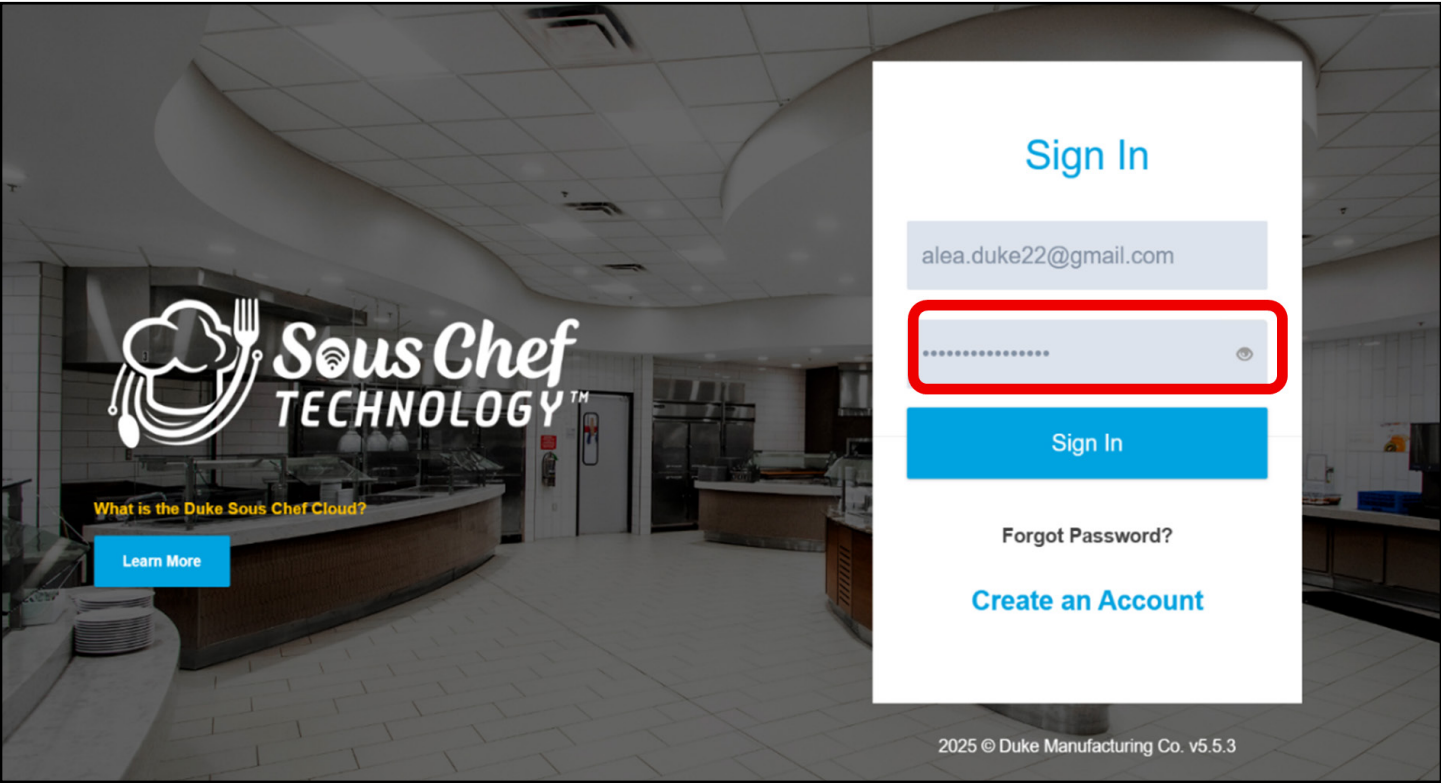 Sign In
alea.duke22@gmail.com
••••••••••••••••
Sign In
Forgot Password?
Create an Account
Sous Chef
TECHNOLOGY™
What is the Duke Sous Chef Cloud?
Learn More
2025 © Duke Manufacturing Co. v5.5.3